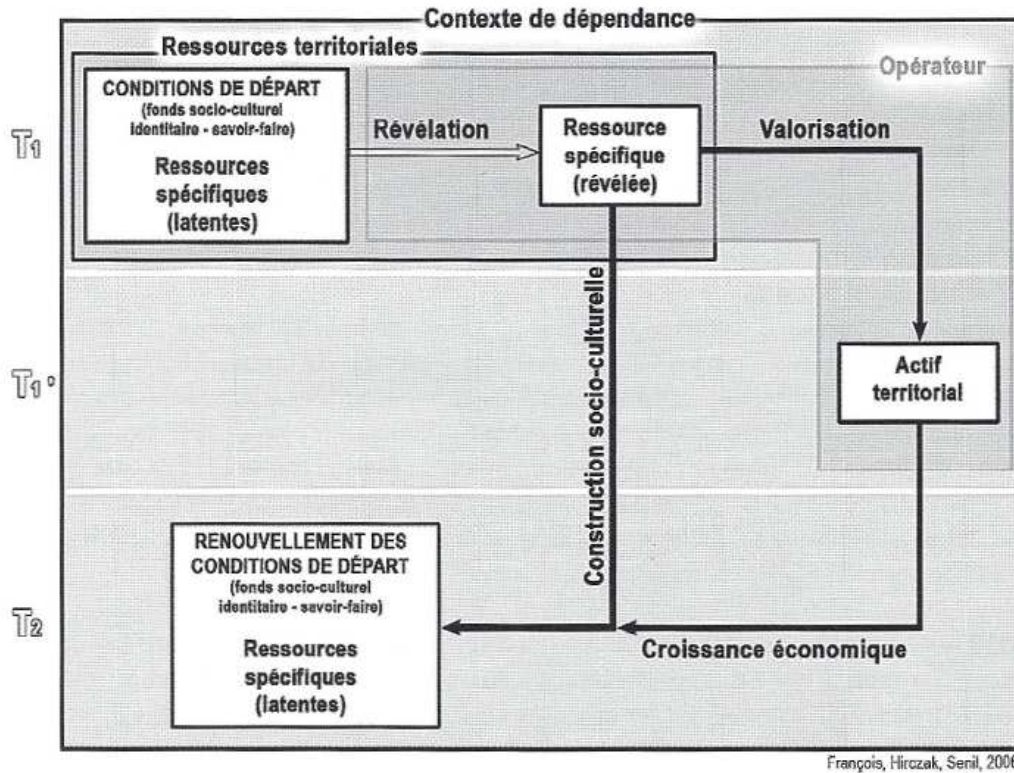 Contexte de dépendance
Ressources territoriales
Opérateur
CONDITIONS DE DÉPART
(fonds socio-culturel
identitaire - savoir-faire)
Ressources
spécifiques
(latentes)
T1
Révélation
Ressource
spécifique
(révélée)
Valorisation
Construction socio-culturelle
T1°
Actif
territorial
RENOUVELLEMENT DES
CONDITIONS DE DÉPART
(fonds socio-culturel
identitaire - savoir-faire)
Ressources
spécifiques
(latentes)
T2
Croissance économique
François, Hirczak, Senil, 2006